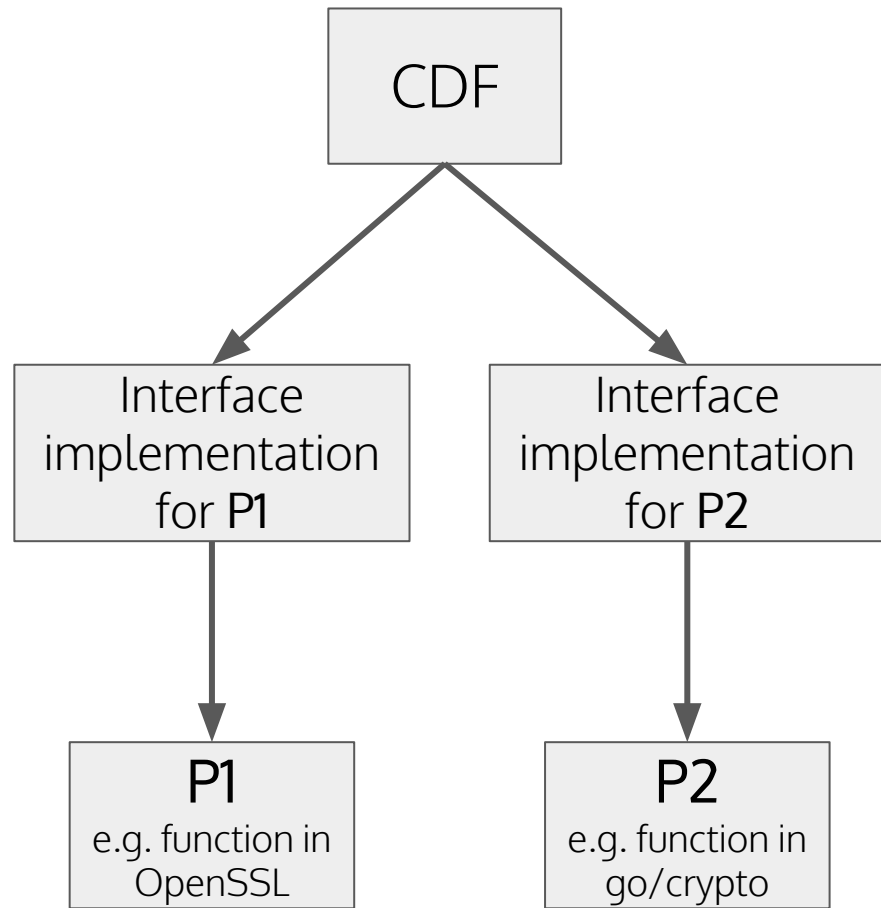 CDF
Interface
implementation
for P1
Interface
implementation
for P2
P1
e.g. function in
OpenSSL
P2
e.g. function in
go/crypto